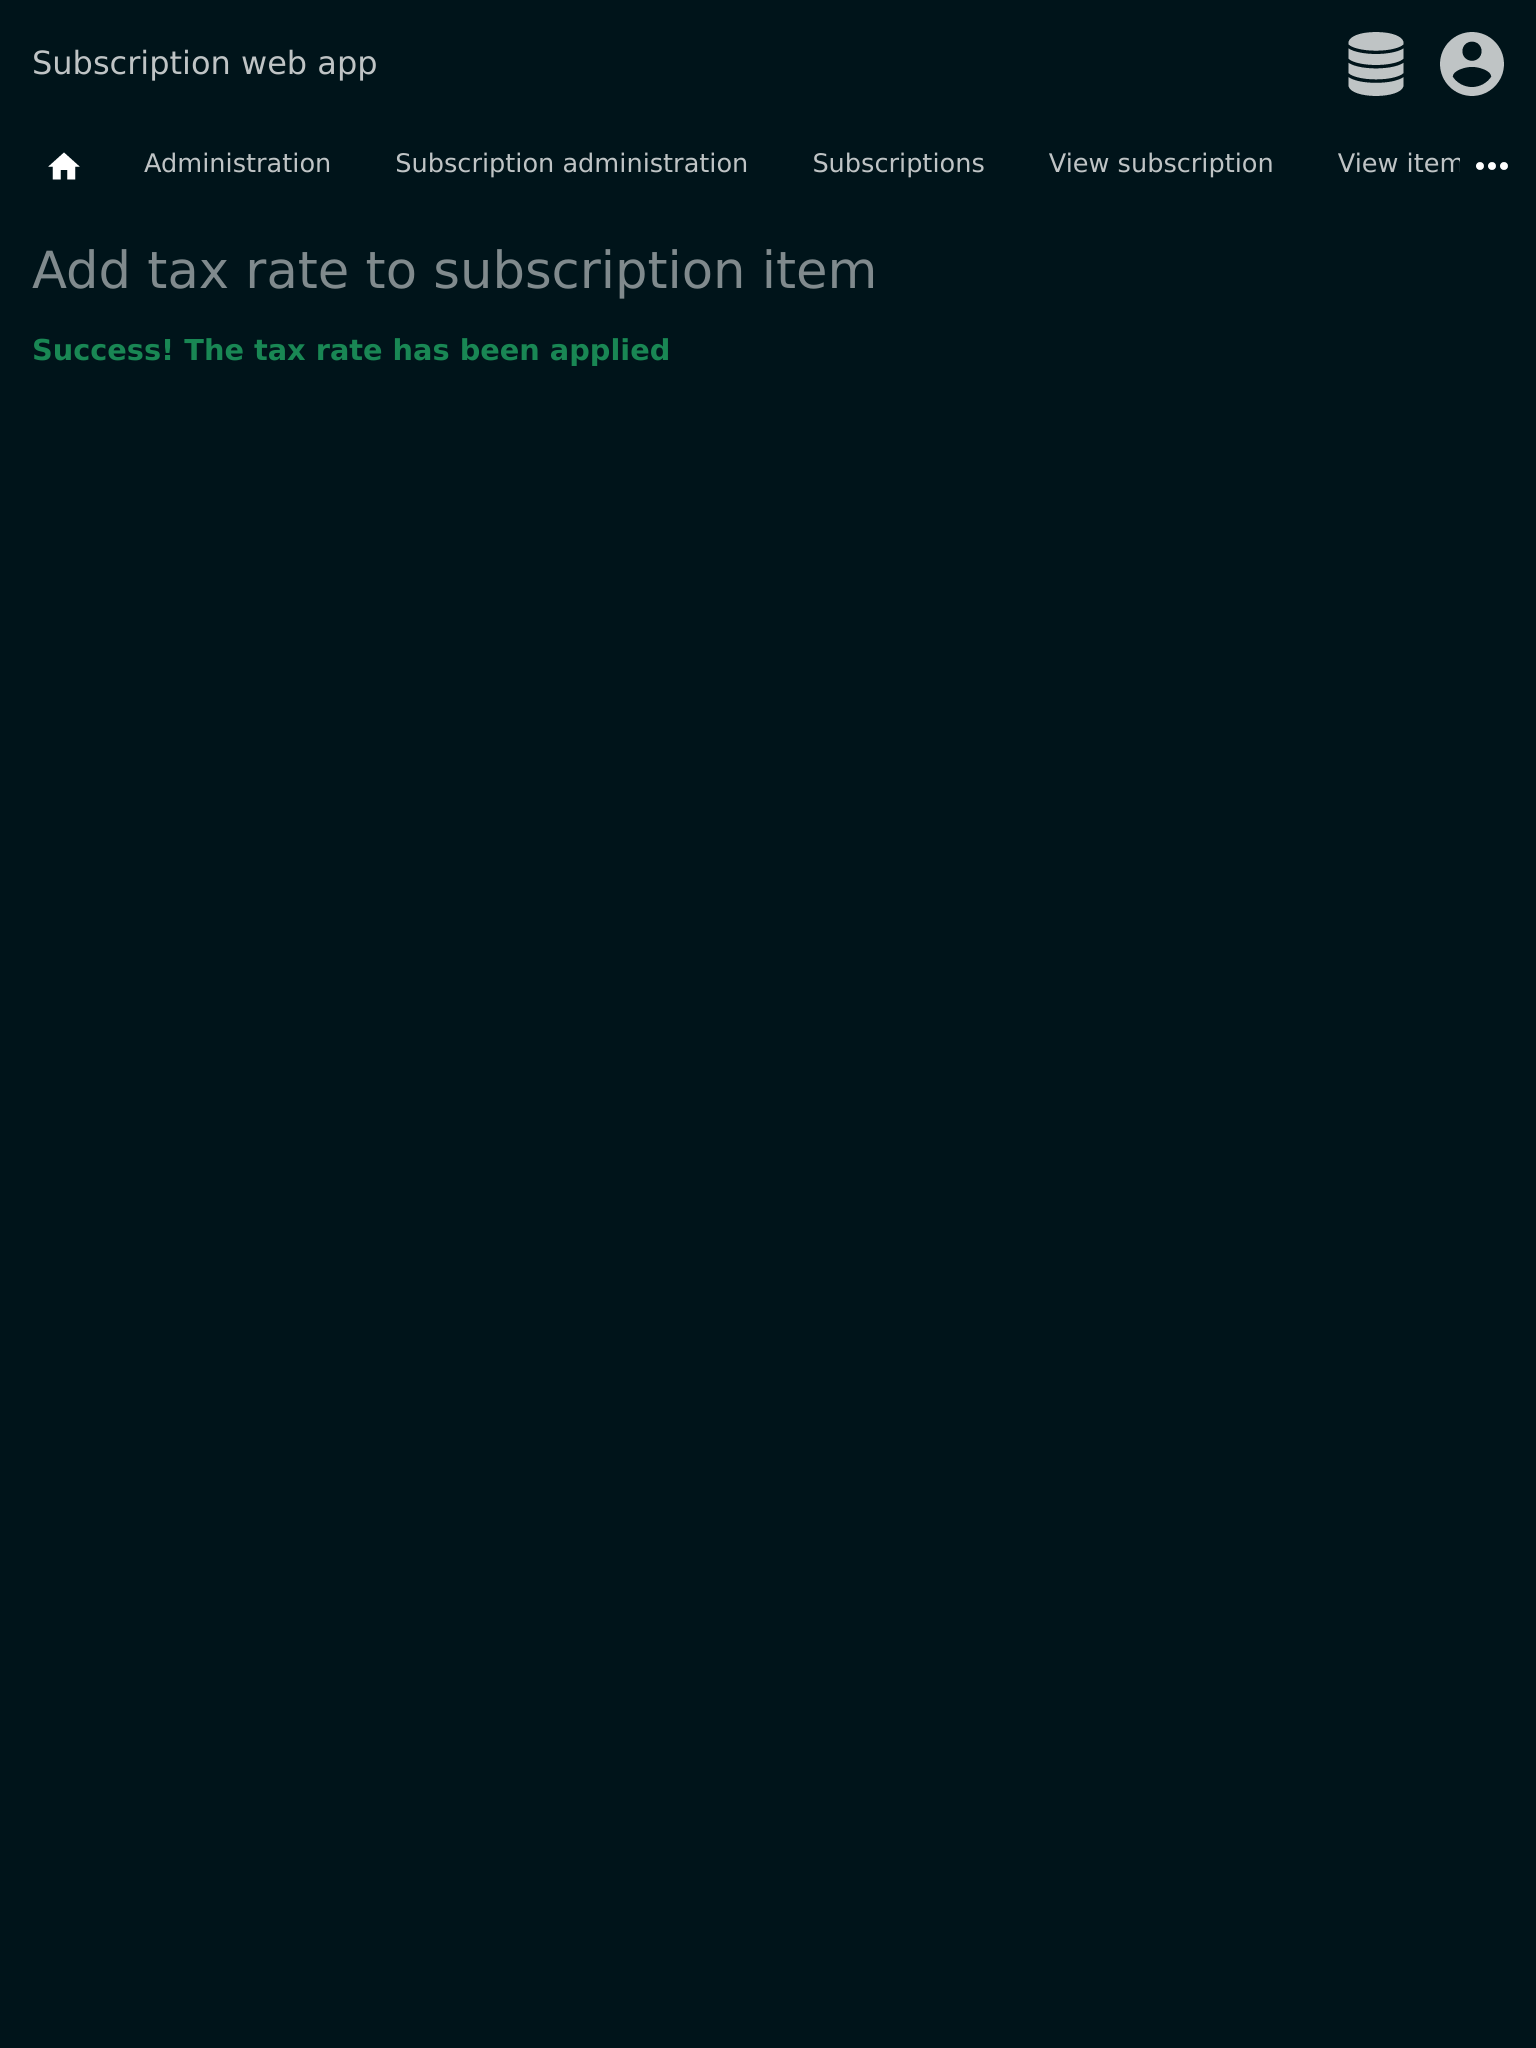 Subscription web app
Administration Subscription administration Subscriptions View subscription View item
Add tax rate to subscription item
Success! The tax rate has been applied